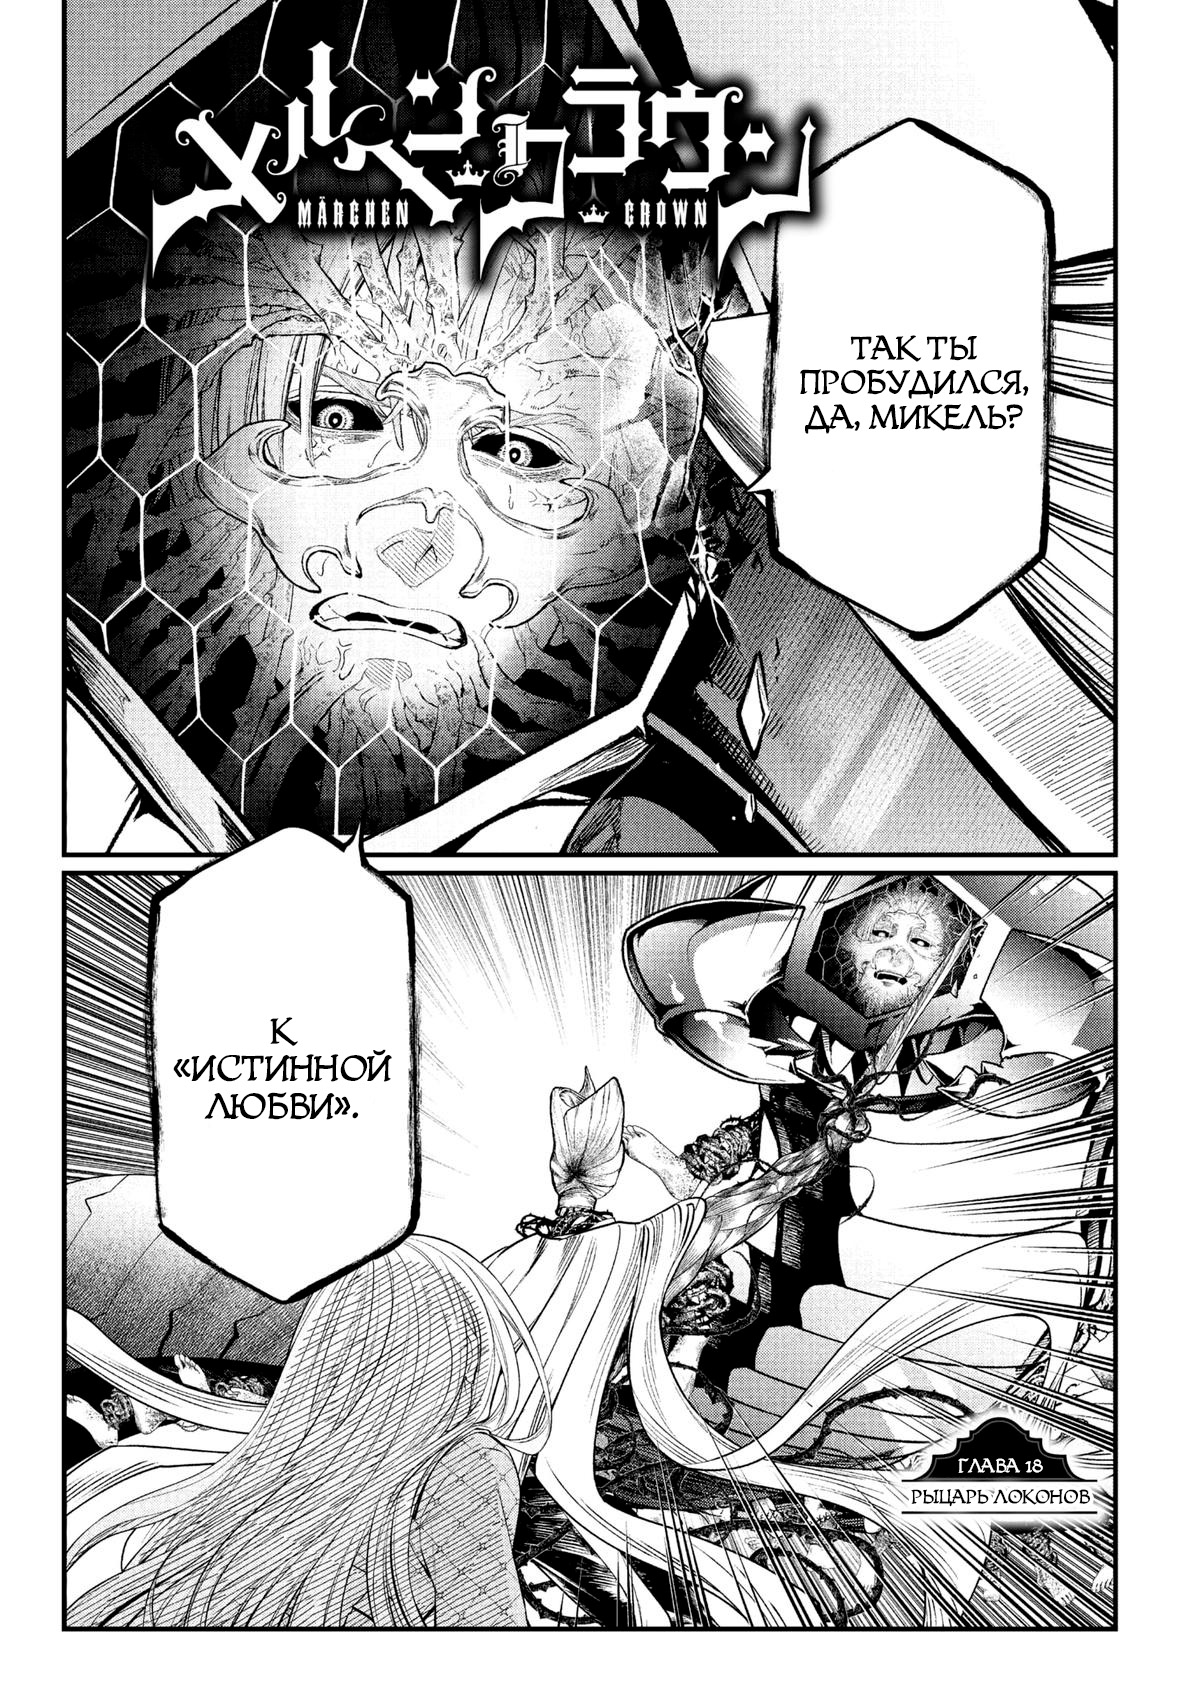 メルヘンクラウン
MÄRCHEN CROWN
ТАК ТЫ
ПРОБУДИЛСЯ,
ДА, МИКЕЛЬ?
К
«ИСТИННОЙ
ЛЮБВИ».
ГЛАВА 18
РЫЦАРЬ ЛОКОНОВ